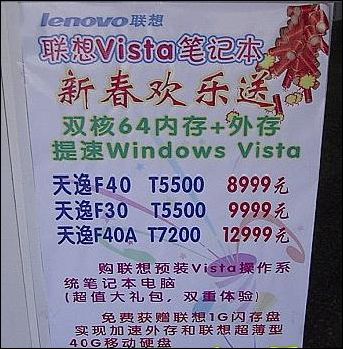 lenovo联想
联想Vista笔记本
新春欢乐送
双核64内存+外存
提速Windows Vista
天逸F40 T5500 8999元
天逸F30 T5500 9999元
天逸F40A T7200 12999元
购联想预装Vista操作系
统笔记本电脑
(超值大礼包，双重体验)
免费获赠联想1G闪存盘
实现加速外存和联想超薄型
40G移动硬盘